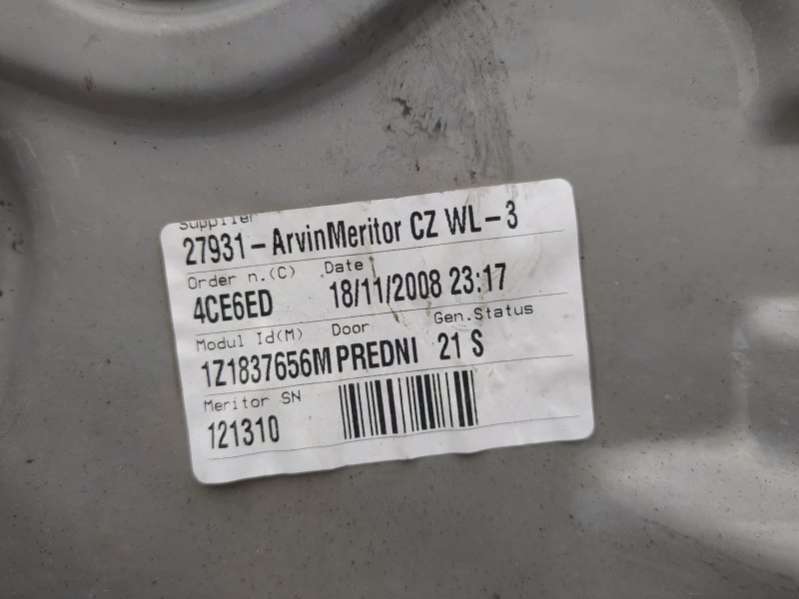 Supplier
27931-ArvinMeritor CZ WL-3
Order n.(C) Date
4CE6ED 18/11/2008 23:17
Modul Id(M) Door Gen.Status
1Z1837656M PREDNI 21 S
Meritor SN
121310